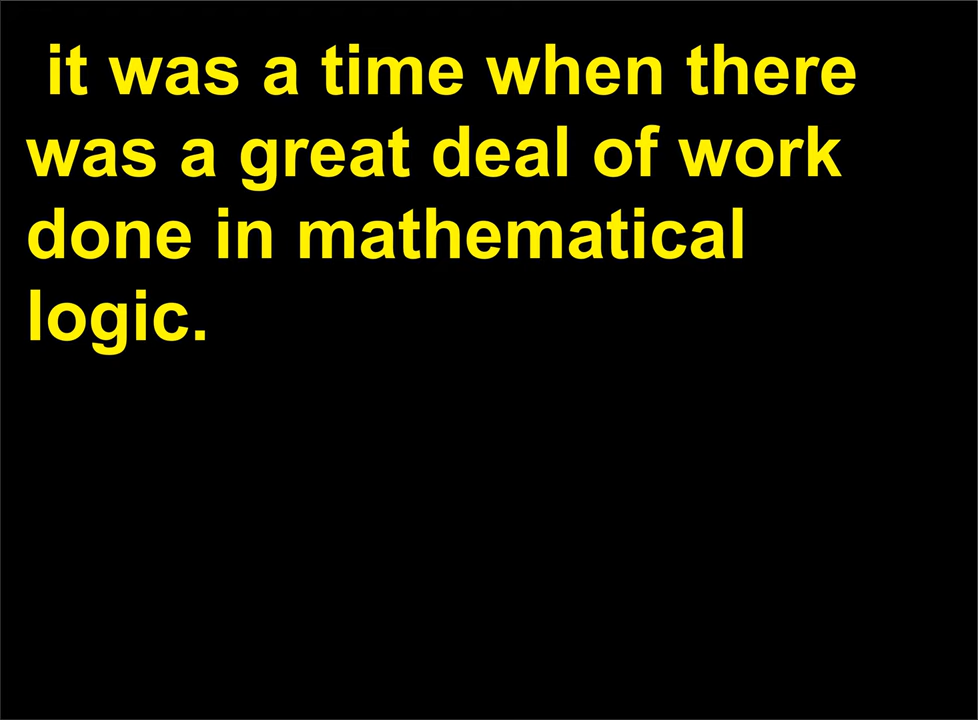 it was a time when there
was a great deal of work
done in mathematical
logic.